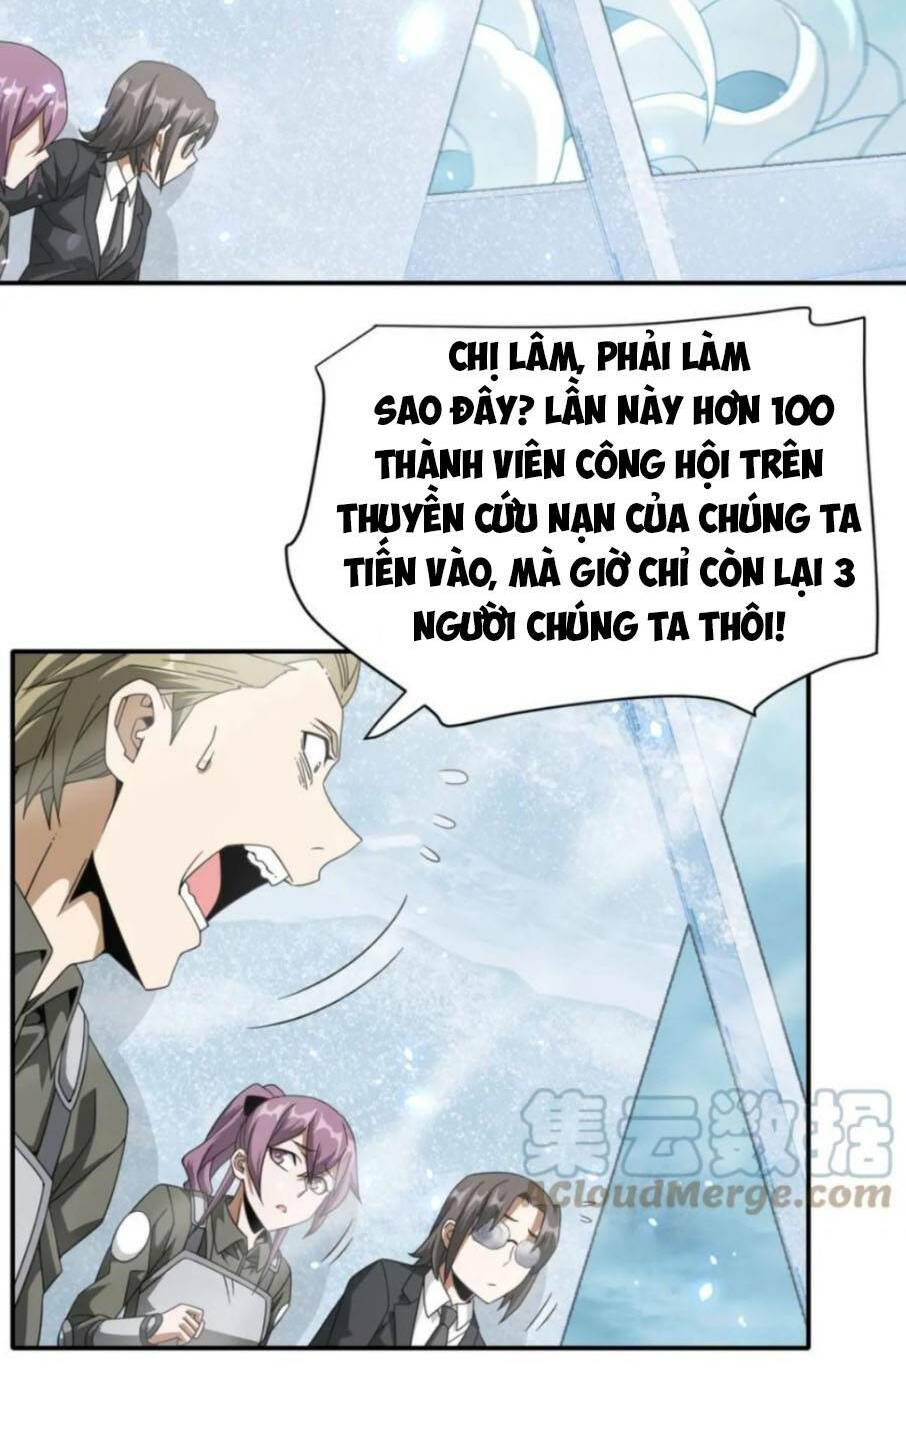 CHỊ LÂM, PHẢI LÀM
SAO ĐÂY? LẦN NÀY HƠN 100
THÀNH VIÊN CÔNG HỘI TRÊN
THUYỀN CỨU NẠN CỦA CHÚNG TA
TIẾN VÀO, MÀ GIỜ CHỈ CÒN LẠI 3
NGƯỜI CHÚNG TA THÔI!
集云数据
ACloudMerge.com